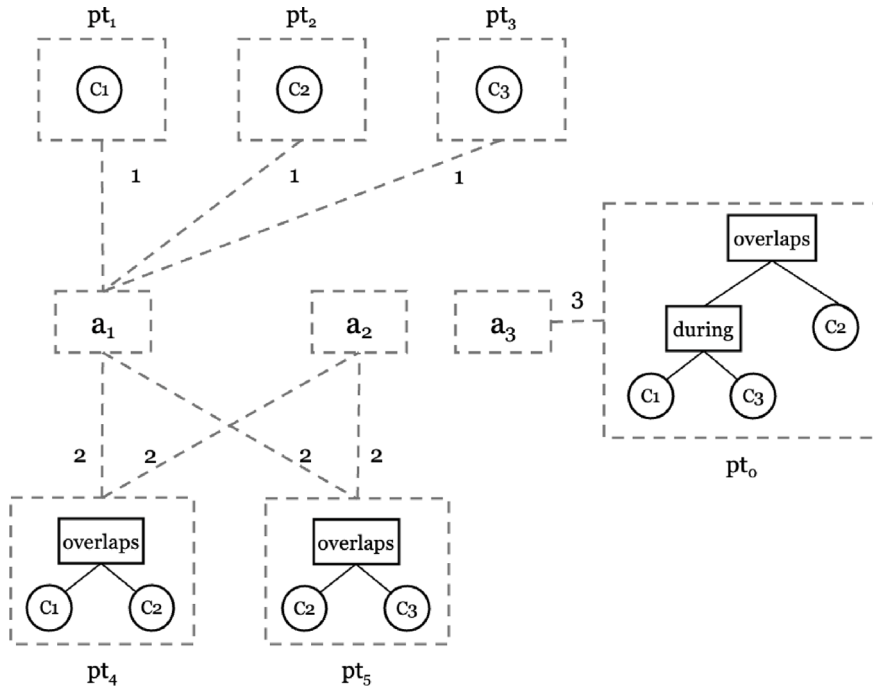 pt₁ pt₂ pt₃
C1 C2 C3
1 1 1
overlaps
3
a₁ a₂ a₃
during C2
C1 C3
2 2 2 2
pt₀
overlaps overlaps
C1 C2 C2 C3
pt₄ pt₅